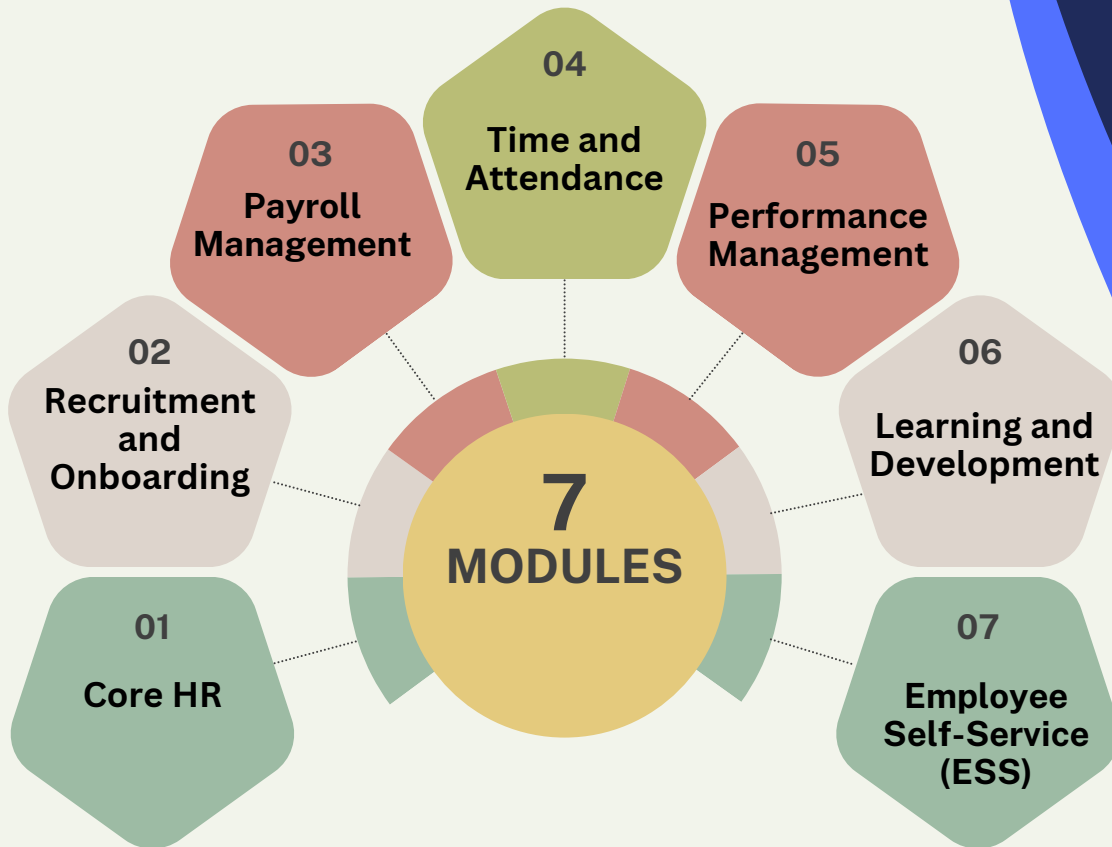 04
Time and
Attendance
03
Payroll
Management
05
Performance
Management
02
Recruitment
and
Onboarding
06
Learning and
Development
7
MODULES
01
Core HR
07
Employee
Self-Service
(ESS)